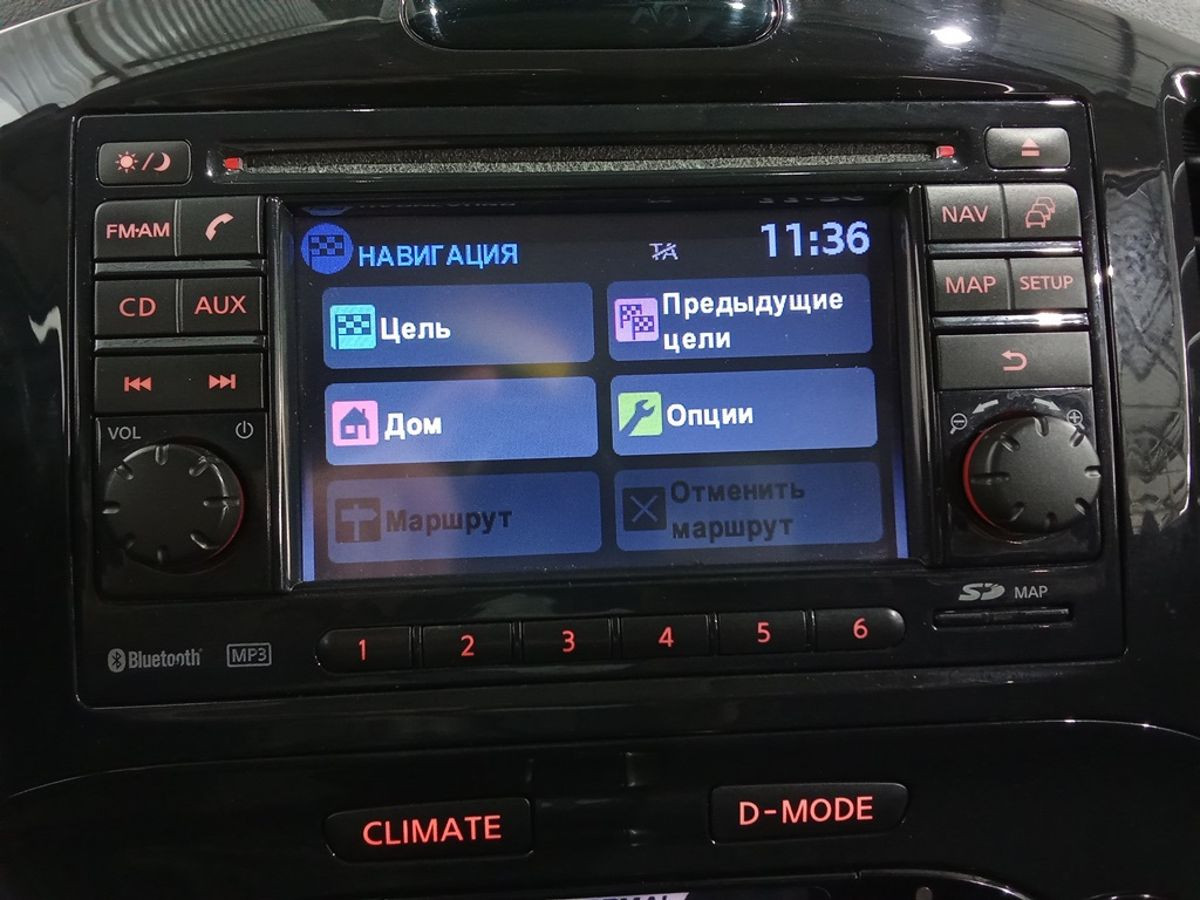 FM·AM
CD
AUX
VOL
НАВИГАЦИЯ
TA
11:36
Цель
Предыдущие
цели
Дом
Опции
Маршрут
Отменить
маршрут
NAV
MAP
SETUP
SD MAP
Bluetooth
MP3
1 2 3 4 5 6
CLIMATE
D-MODE